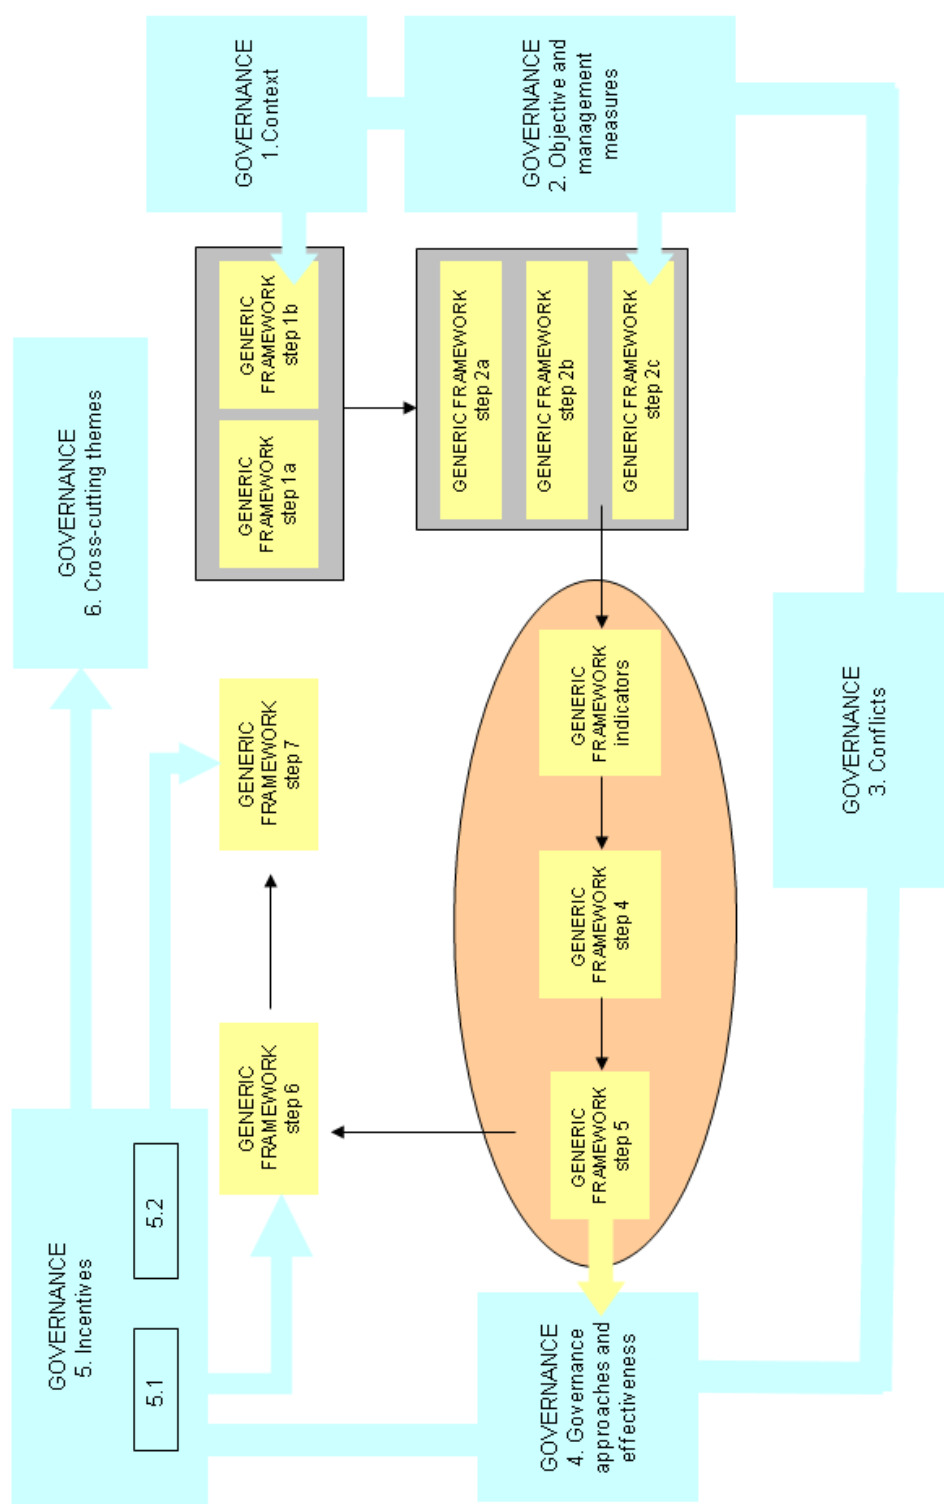 GOVERNANCE
1.Context
GOVERNANCE
2. Objective and
management
measures
GENERIC
FRAMEWORK
step 1a
GENERIC
FRAMEWORK
step 1b
GENERIC FRAMEWORK
step 2a
GENERIC FRAMEWORK
step 2b
GENERIC FRAMEWORK
step 2c
GOVERNANCE
6. Cross-cutting themes
GENERIC
FRAMEWORK
step 7
GENERIC
FRAMEWORK
indicators
GENERIC
FRAMEWORK
step 4
GENERIC
FRAMEWORK
step 5
GENERIC
FRAMEWORK
step 6
GOVERNANCE
3. Conflicts
GOVERNANCE
5. Incentives
5.1
5.2
GOVERNANCE
4. Governance
approaches and
effectiveness